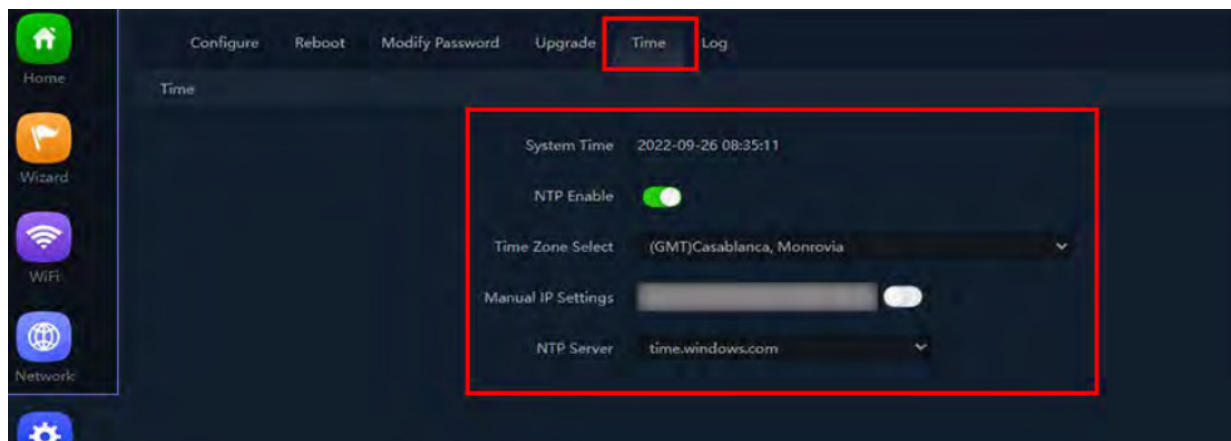 Configure Reboot Modify Password Upgrade Time Log
Home
Time
System Time 2022-09-26 08:35:11
Wizard
NTP Enable
Time Zone Select (GMT)Casablanca, Monrovia
WiFi
Manual IP Settings
NTP Server time.windows.com
Network